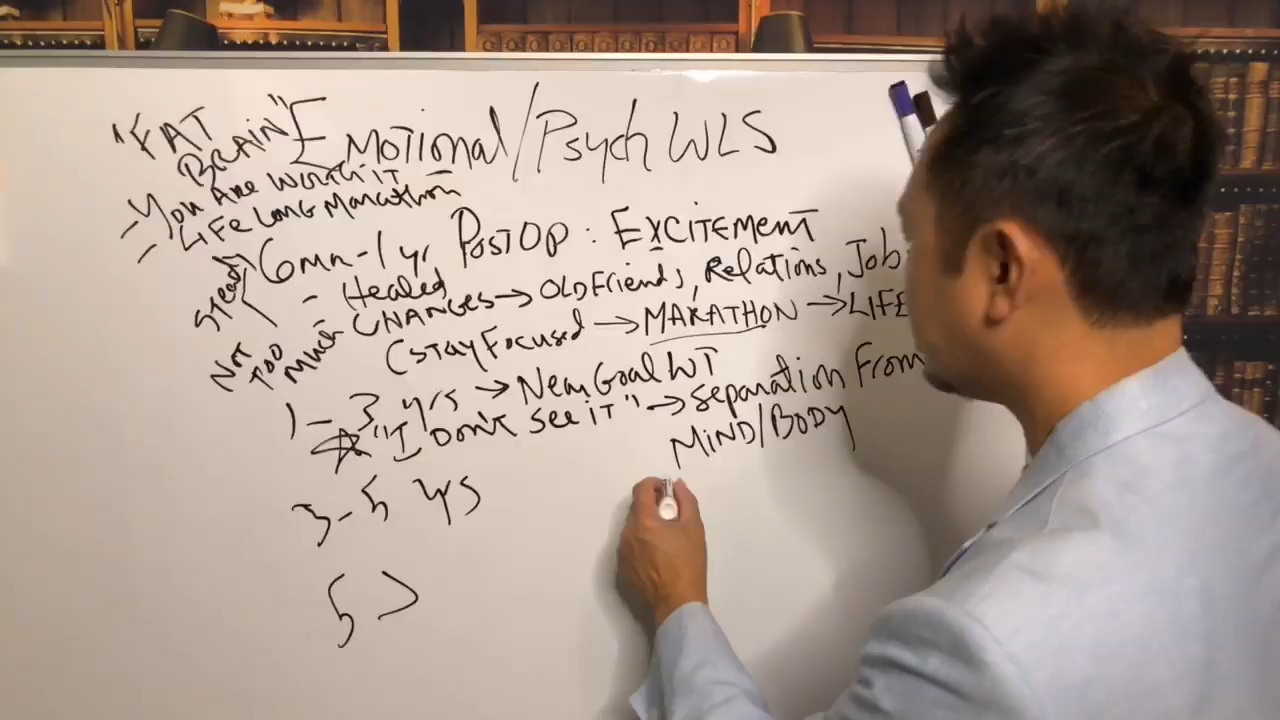 "FAT
BRAIN"
EMOTIONAL/PSYCH WLS
- YOU ARE WORTH IT
- LIFE LONG MARATHON
6mn-1 yr POSTOP: EXCITEMENT
STEADY
- Healed
CHANGES → OLD Friends, Relations, Job
NOT
TOO
Much
(STAY Focused → MARATHON → LIFE
1-3 yrs → Near Goal WT
☆ "I Don't See IT" → Separation From
MIND/BODY
3-5 yrs
5 >